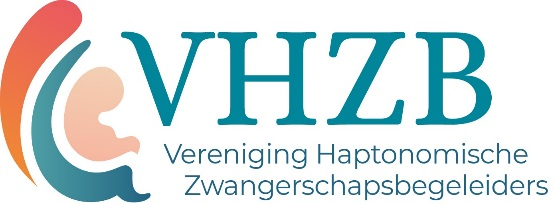 VHZB
Vereniging Haptonomische
Zwangerschapsbegeleiders